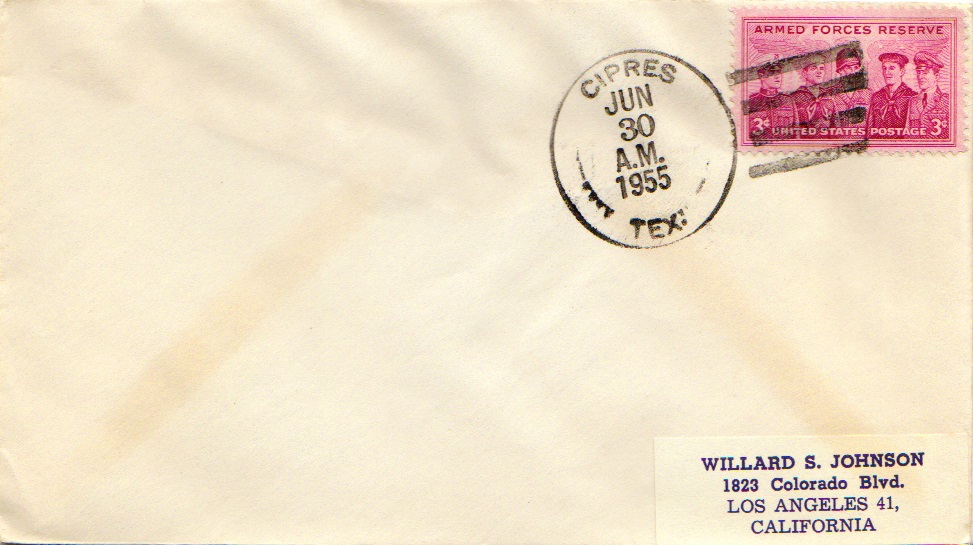 ARMED FORCES RESERVE
3¢ UNITED STATES POSTAGE 3¢
CIPRES
JUN
30
A.M.
1955
TEX.
WILLARD S. JOHNSON
1823 Colorado Blvd.
LOS ANGELES 41,
CALIFORNIA